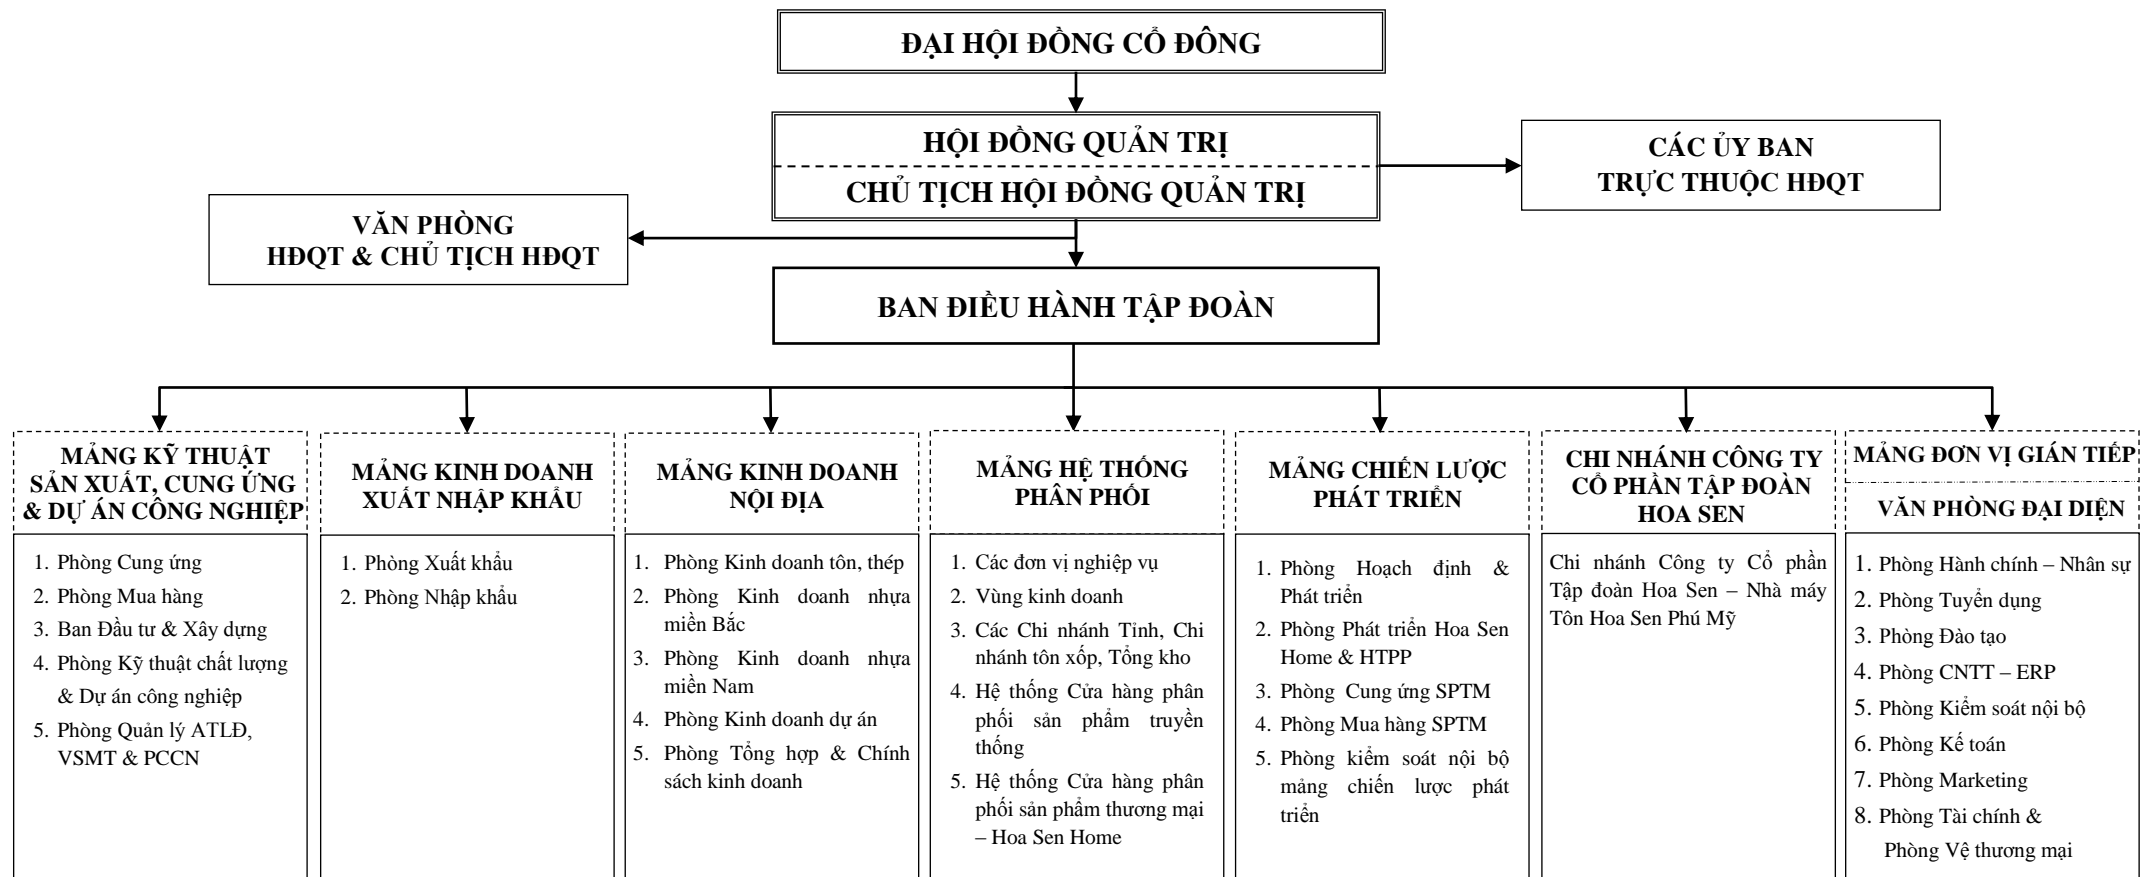 ĐẠI HỘI ĐỒNG CỔ ĐÔNG
HỘI ĐỒNG QUẢN TRỊ
CHỦ TỊCH HỘI ĐỒNG QUẢN TRỊ
CÁC ỦY BAN
TRỰC THUỘC HĐQT
VĂN PHÒNG
HĐQT & CHỦ TỊCH HĐQT
BAN ĐIỀU HÀNH TẬP ĐOÀN
MẢNG KỸ THUẬT
SẢN XUẤT, CUNG ỨNG
& DỰ ÁN CÔNG NGHIỆP
1. Phòng Cung ứng
2. Phòng Mua hàng
3. Ban Đầu tư & Xây dựng
4. Phòng Kỹ thuật chất lượng
& Dự án công nghiệp
5. Phòng Quản lý ATLĐ,
VSMT & PCCN
MẢNG KINH DOANH
XUẤT NHẬP KHẨU
1. Phòng Xuất khẩu
2. Phòng Nhập khẩu
MẢNG KINH DOANH
NỘI ĐỊA
1. Phòng Kinh doanh tôn, thép
2. Phòng Kinh doanh nhựa
miền Bắc
3. Phòng Kinh doanh nhựa
miền Nam
4. Phòng Kinh doanh dự án
5. Phòng Tổng hợp & Chính
sách kinh doanh
MẢNG HỆ THỐNG
PHÂN PHỐI
1. Các đơn vị nghiệp vụ
2. Vùng kinh doanh
3. Các Chi nhánh Tỉnh, Chi
nhánh tôn xốp, Tổng kho
4. Hệ thống Cửa hàng phân
phối sản phẩm truyền
thống
5. Hệ thống Cửa hàng phân
phối sản phẩm thương mại
– Hoa Sen Home
MẢNG CHIẾN LƯỢC
PHÁT TRIỂN
1. Phòng Hoạch định &
Phát triển
2. Phòng Phát triển Hoa Sen
Home & HTPP
3. Phòng Cung ứng SPTM
4. Phòng Mua hàng SPTM
5. Phòng kiểm soát nội bộ
mảng chiến lược phát
triển
CHI NHÁNH CÔNG TY
CỔ PHẦN TẬP ĐOÀN
HOA SEN
Chi nhánh Công ty Cổ phần
Tập đoàn Hoa Sen – Nhà máy
Tôn Hoa Sen Phú Mỹ
MẢNG ĐƠN VỊ GIÁN TIẾP
VĂN PHÒNG ĐẠI DIỆN
1. Phòng Hành chính – Nhân sự
2. Phòng Tuyển dụng
3. Phòng Đào tạo
4. Phòng CNTT – ERP
5. Phòng Kiểm soát nội bộ
6. Phòng Kế toán
7. Phòng Marketing
8. Phòng Tài chính &
Phòng Vệ thương mại